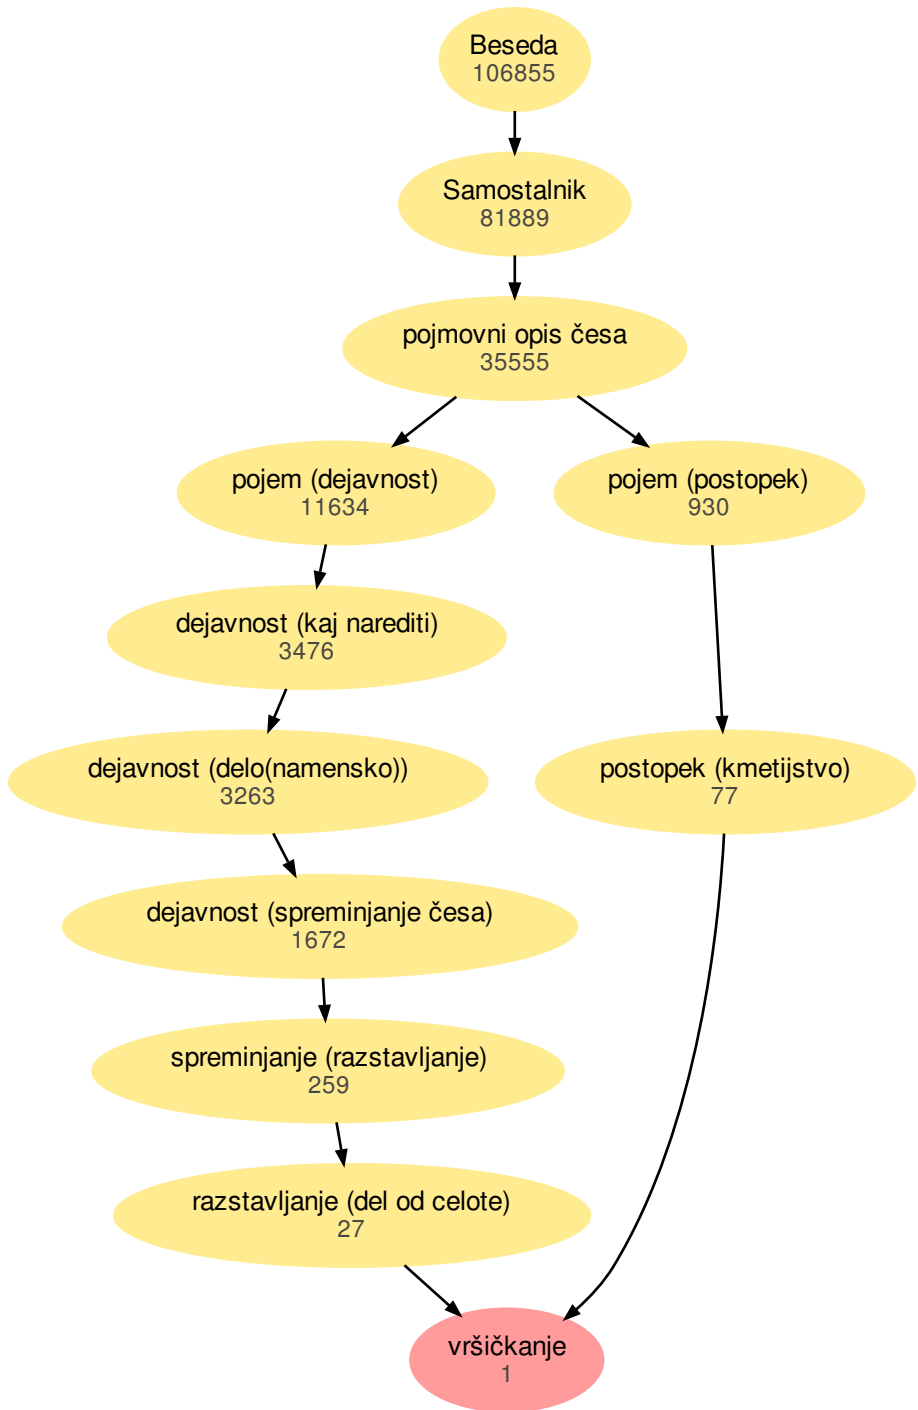 Beseda
106855
Samostalnik
81889
pojmovni opis česa
35555
pojem (dejavnost)
11634
pojem (postopek)
930
dejavnost (kaj narediti)
3476
dejavnost (delo(namensko))
3263
postopek (kmetijstvo)
77
dejavnost (spreminjanje česa)
1672
spreminjanje (razstavljanje)
259
razstavljanje (del od celote)
27
vršičkanje
1